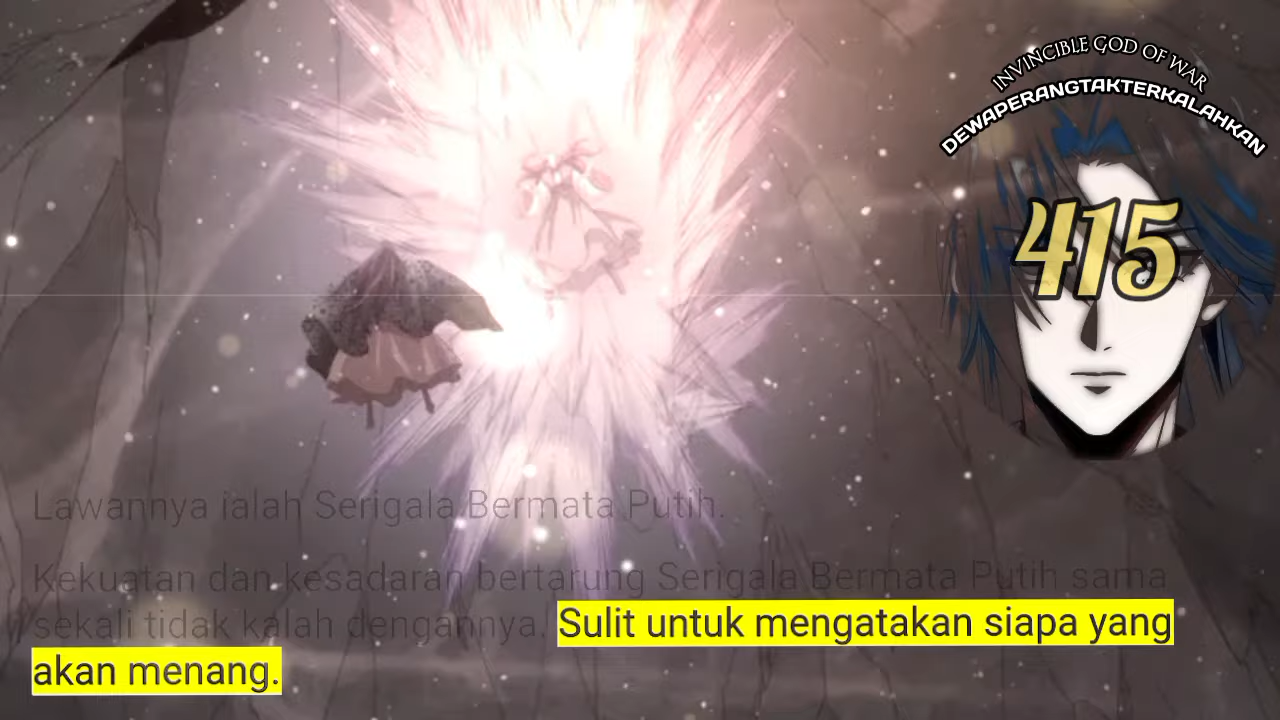 INVINCIBLE GOD OF WAR
DEWAPERANGTAKTERKALAHKAN
415
Lawannya ialah Serigala Bermata Putih.
Kekuatan dan kesadaran bertarung Serigala Bermata Putih sama
sekali tidak kalah dengannya. Sulit untuk mengatakan siapa yang
akan menang.